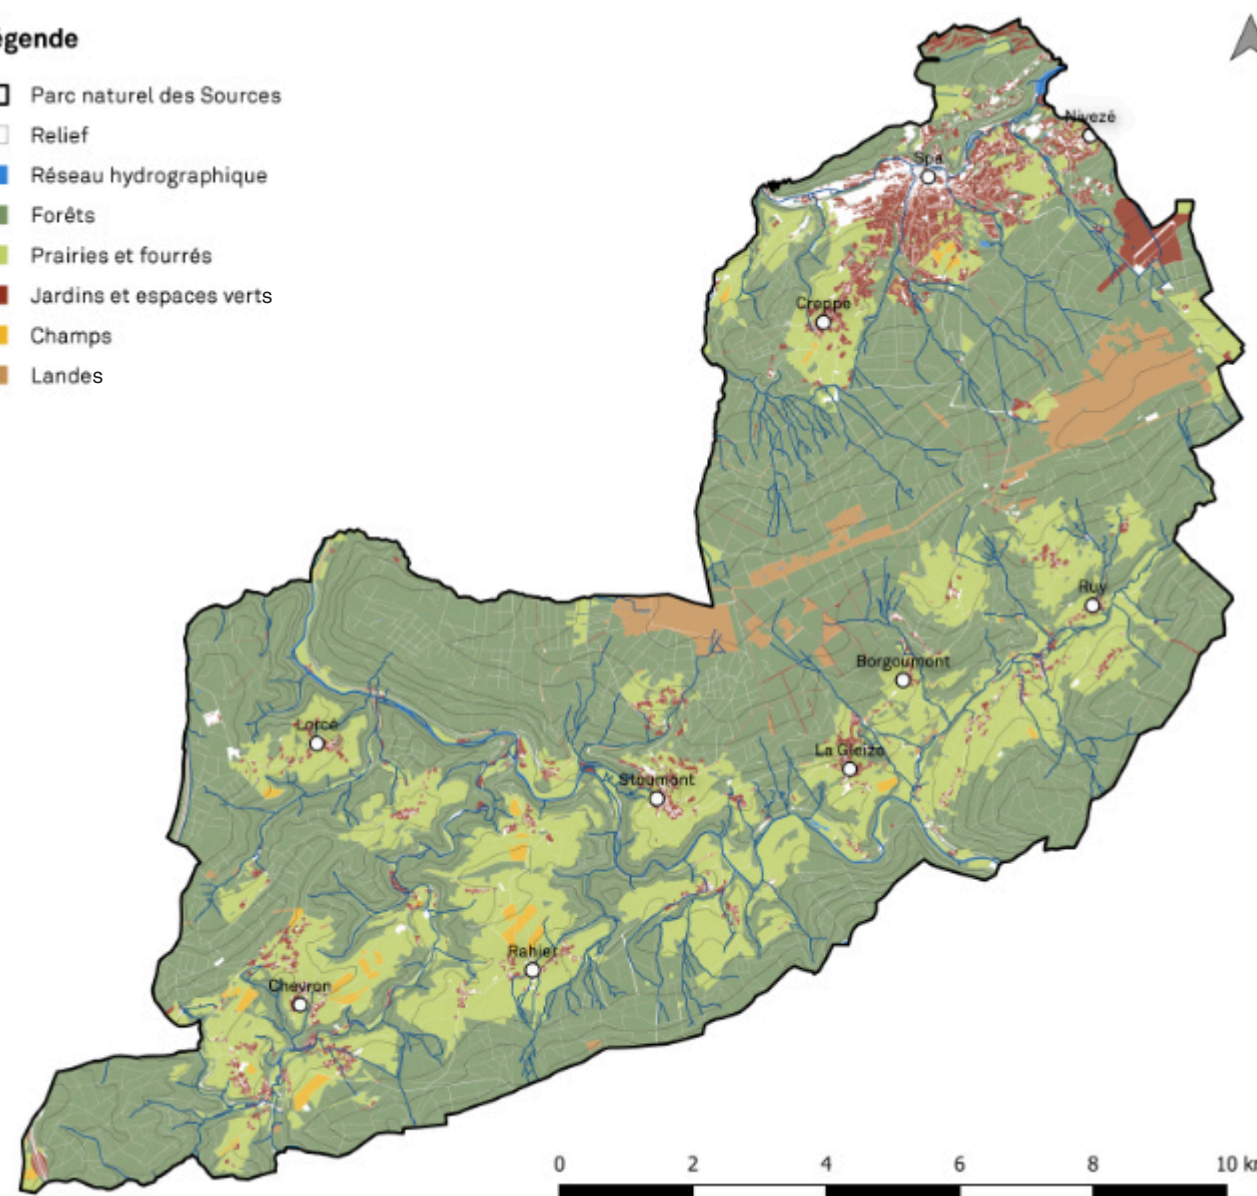 égende
Parc naturel des Sources
Relief
Réseau hydrographique
Forêts
Prairies et fourrés
Jardins et espaces verts
Champs
Landes
Nivezé
Spa
Creppe
Ruy
Borgoumont
Lorcé
La Gleize
Stoumont
Rahier
Chevron
0 2 4 6 8 10 km